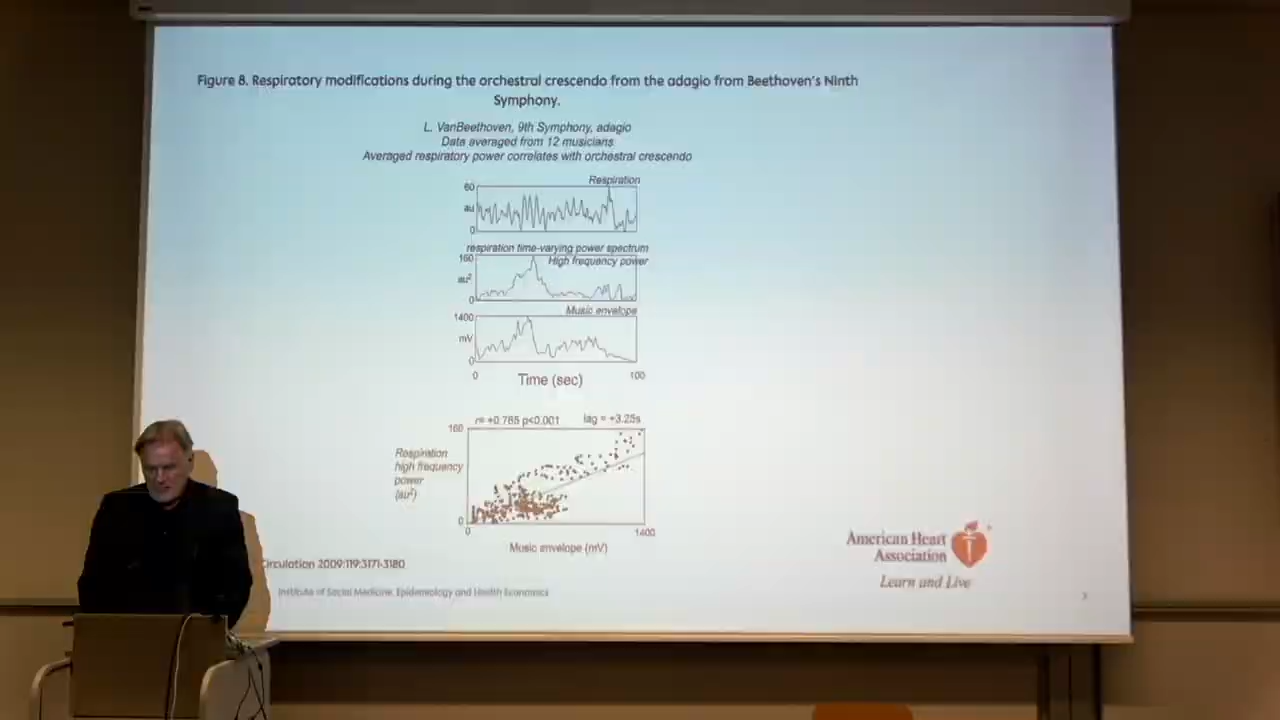 Figure 8. Respiratory modifications during the orchestral crescendo from the adagio from Beethoven's Ninth
Symphony.
L. VanBeethoven, 9th Symphony, adagio
Data averaged from 12 musicians
Averaged respiratory power correlates with orchestral crescendo
Respiration
60
au
0
respiration time-varying power spectrum
160
High frequency power
au²
0
Music envelope
1400
mV
0
0
100
Time (sec)
r= +0.765 p<0.001
lag = +3.25s
160
Respiration
high frequency
power
(au²)
0
0
1400
Music envelope (mV)
American Heart
Association
Learn and Live
Circulation 2009;119:3171-3180
Institute of Social Medicine, Epidemiology and Health Economics